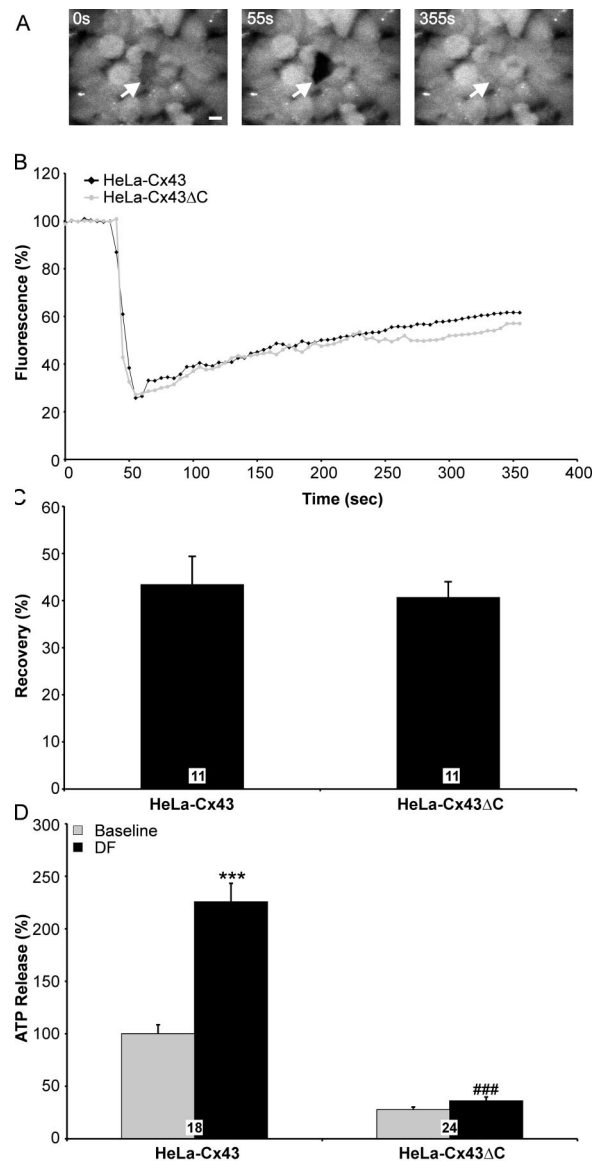 A
0s
55s
355s
B
HeLa-Cx43
HeLa-Cx43ΔC
Fluorescence (%)
120
100
80
60
40
20
0
0
50
100
150
200
250
300
350
400
Time (sec)
C
Recovery (%)
60
50
40
30
20
10
0
11
11
HeLa-Cx43
HeLa-Cx43ΔC
D
Baseline
DF
ATP Release (%)
300
250
200
150
100
50
0
***
###
18
24
HeLa-Cx43
HeLa-Cx43ΔC